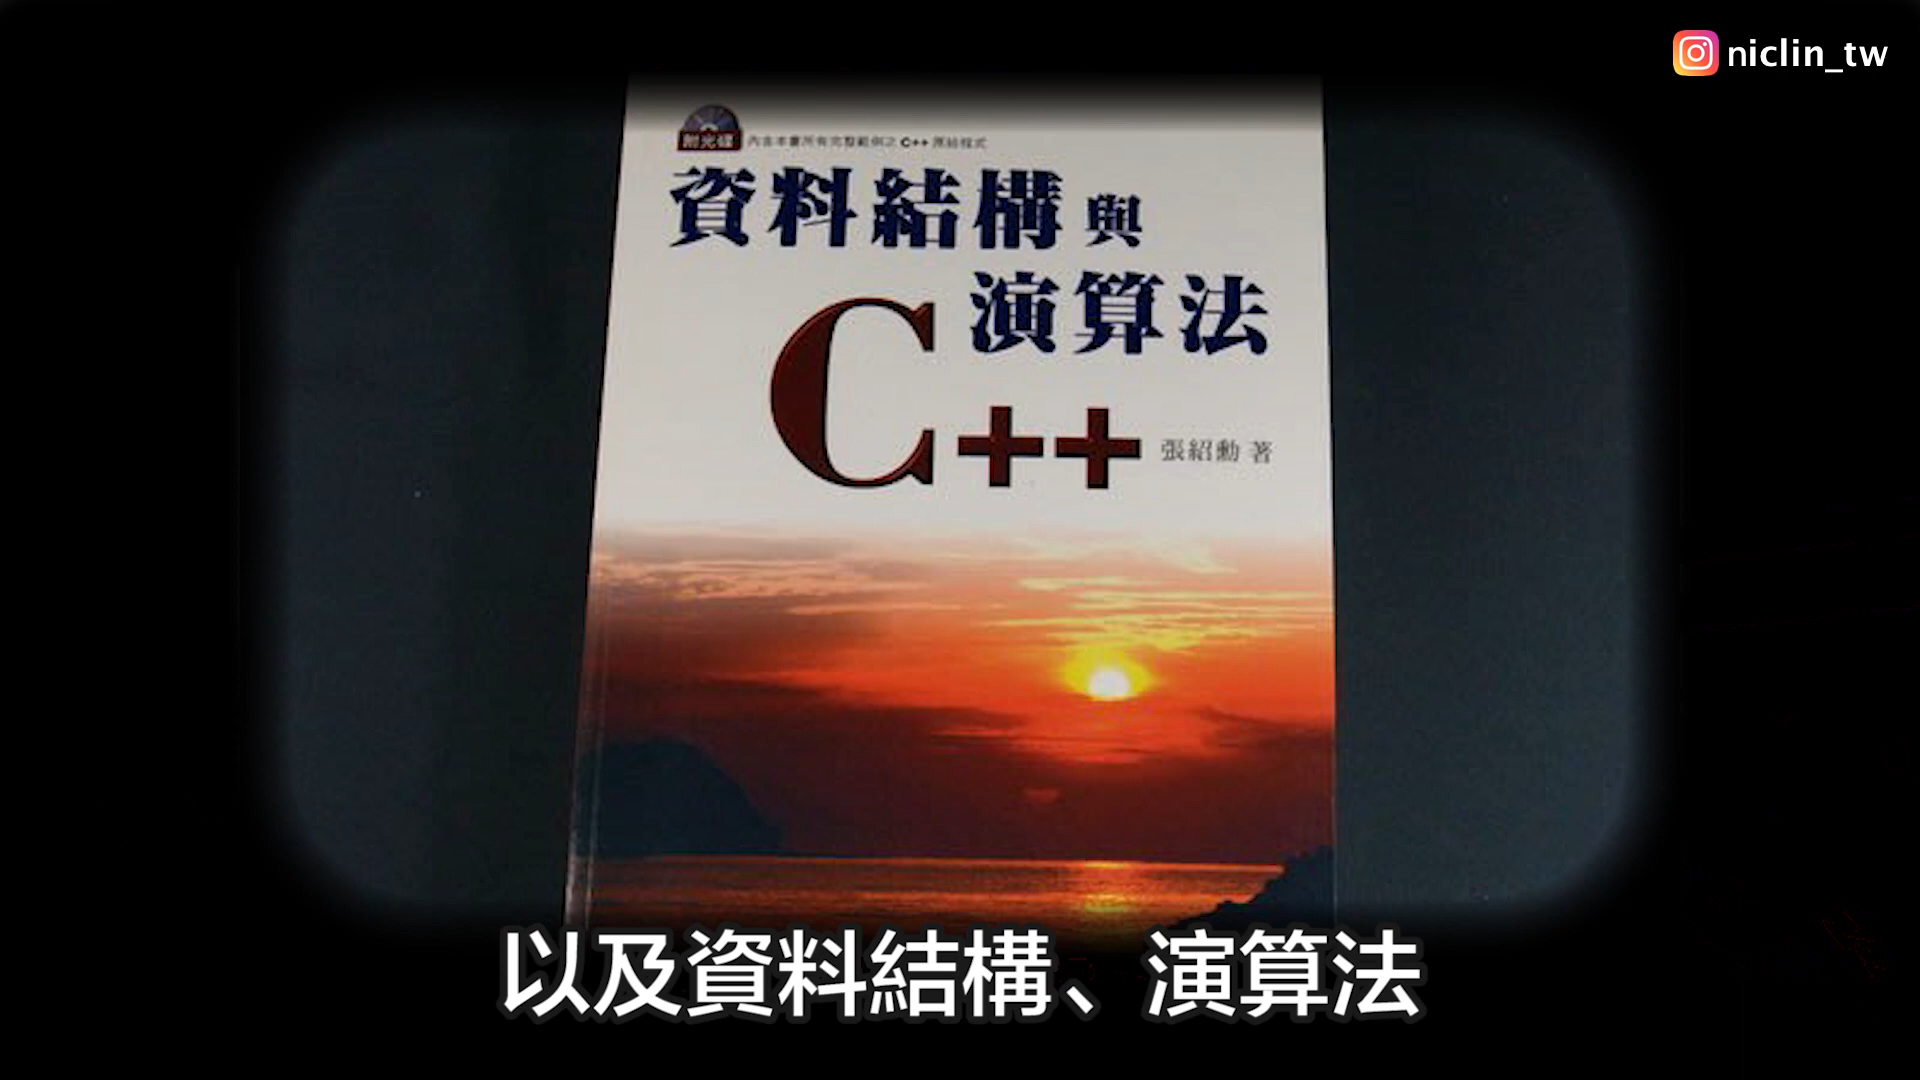 niclin_tw
附光碟 內含本書所有完整範例之 C++ 原始程式
資料結構與
演算法
C++
張紹勳 著
以及資料結構、演算法